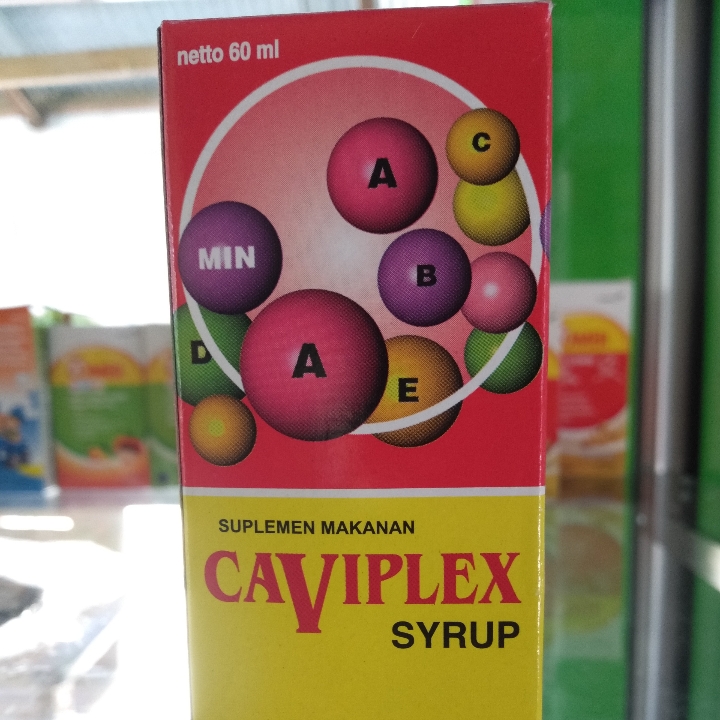 netto 60 ml
A
C
MIN
B
D
A
E
SUPLEMEN MAKANAN
CAVIPLEX
SYRUP